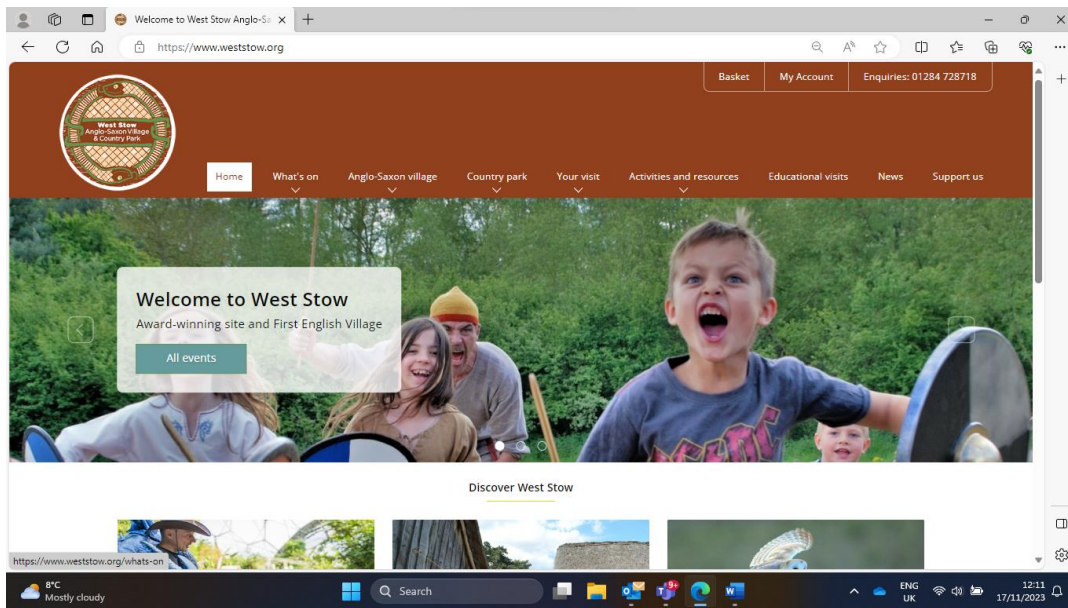 Welcome to West Stow Anglo-Sa
https://www.weststow.org
Basket
My Account
Enquiries: 01284 728718
West Stow
Anglo-Saxon Village
& Country Park
Home
What's on
Anglo-Saxon village
Country park
Your visit
Activities and resources
Educational visits
News
Support us
Welcome to West Stow
Award-winning site and First English Village
All events
Discover West Stow
https://www.weststow.org/whats-on
8°C
Mostly cloudy
Search
9+
ENG
UK
12:11
17/11/2023